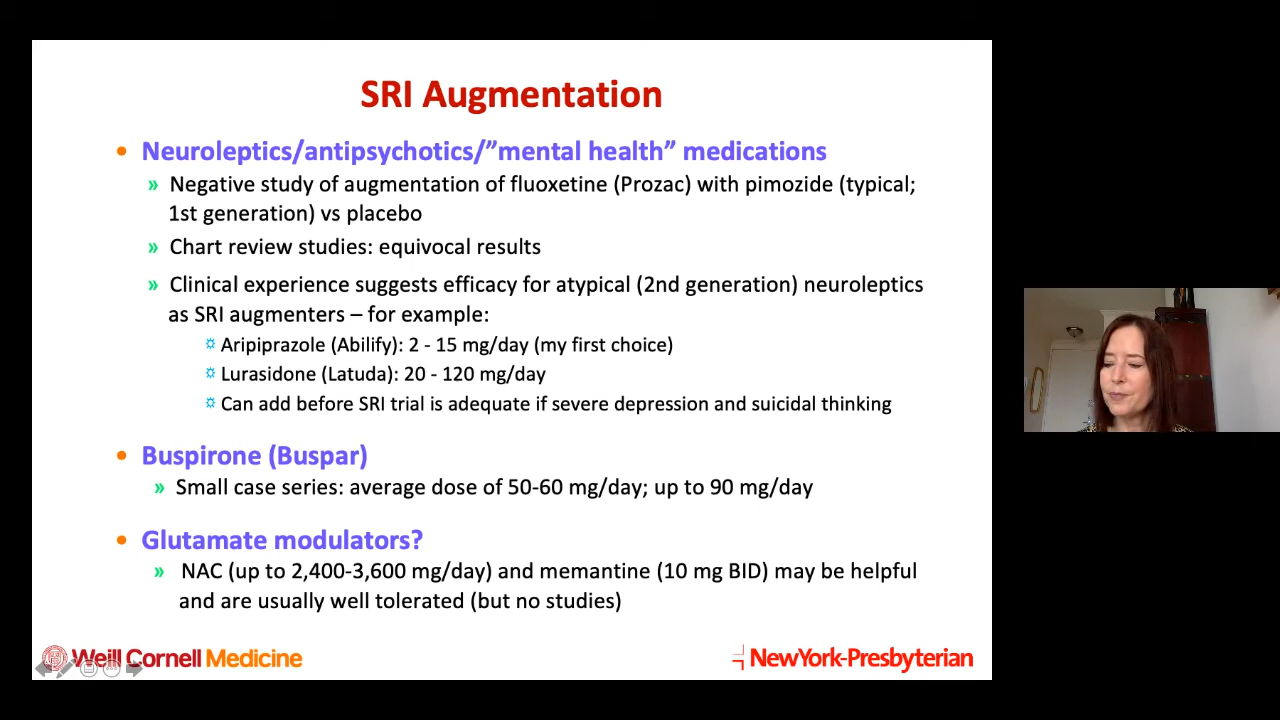 SRI Augmentation
• Neuroleptics/antipsychotics/”mental health” medications
» Negative study of augmentation of fluoxetine (Prozac) with pimozide (typical;
1st generation) vs placebo
» Chart review studies: equivocal results
» Clinical experience suggests efficacy for atypical (2nd generation) neuroleptics
as SRI augmenters – for example:
Aripiprazole (Abilify): 2 - 15 mg/day (my first choice)
Lurasidone (Latuda): 20 - 120 mg/day
Can add before SRI trial is adequate if severe depression and suicidal thinking
• Buspirone (Buspar)
» Small case series: average dose of 50-60 mg/day; up to 90 mg/day
• Glutamate modulators?
» NAC (up to 2,400-3,600 mg/day) and memantine (10 mg BID) may be helpful
and are usually well tolerated (but no studies)
Weill Cornell Medicine
NewYork-Presbyterian